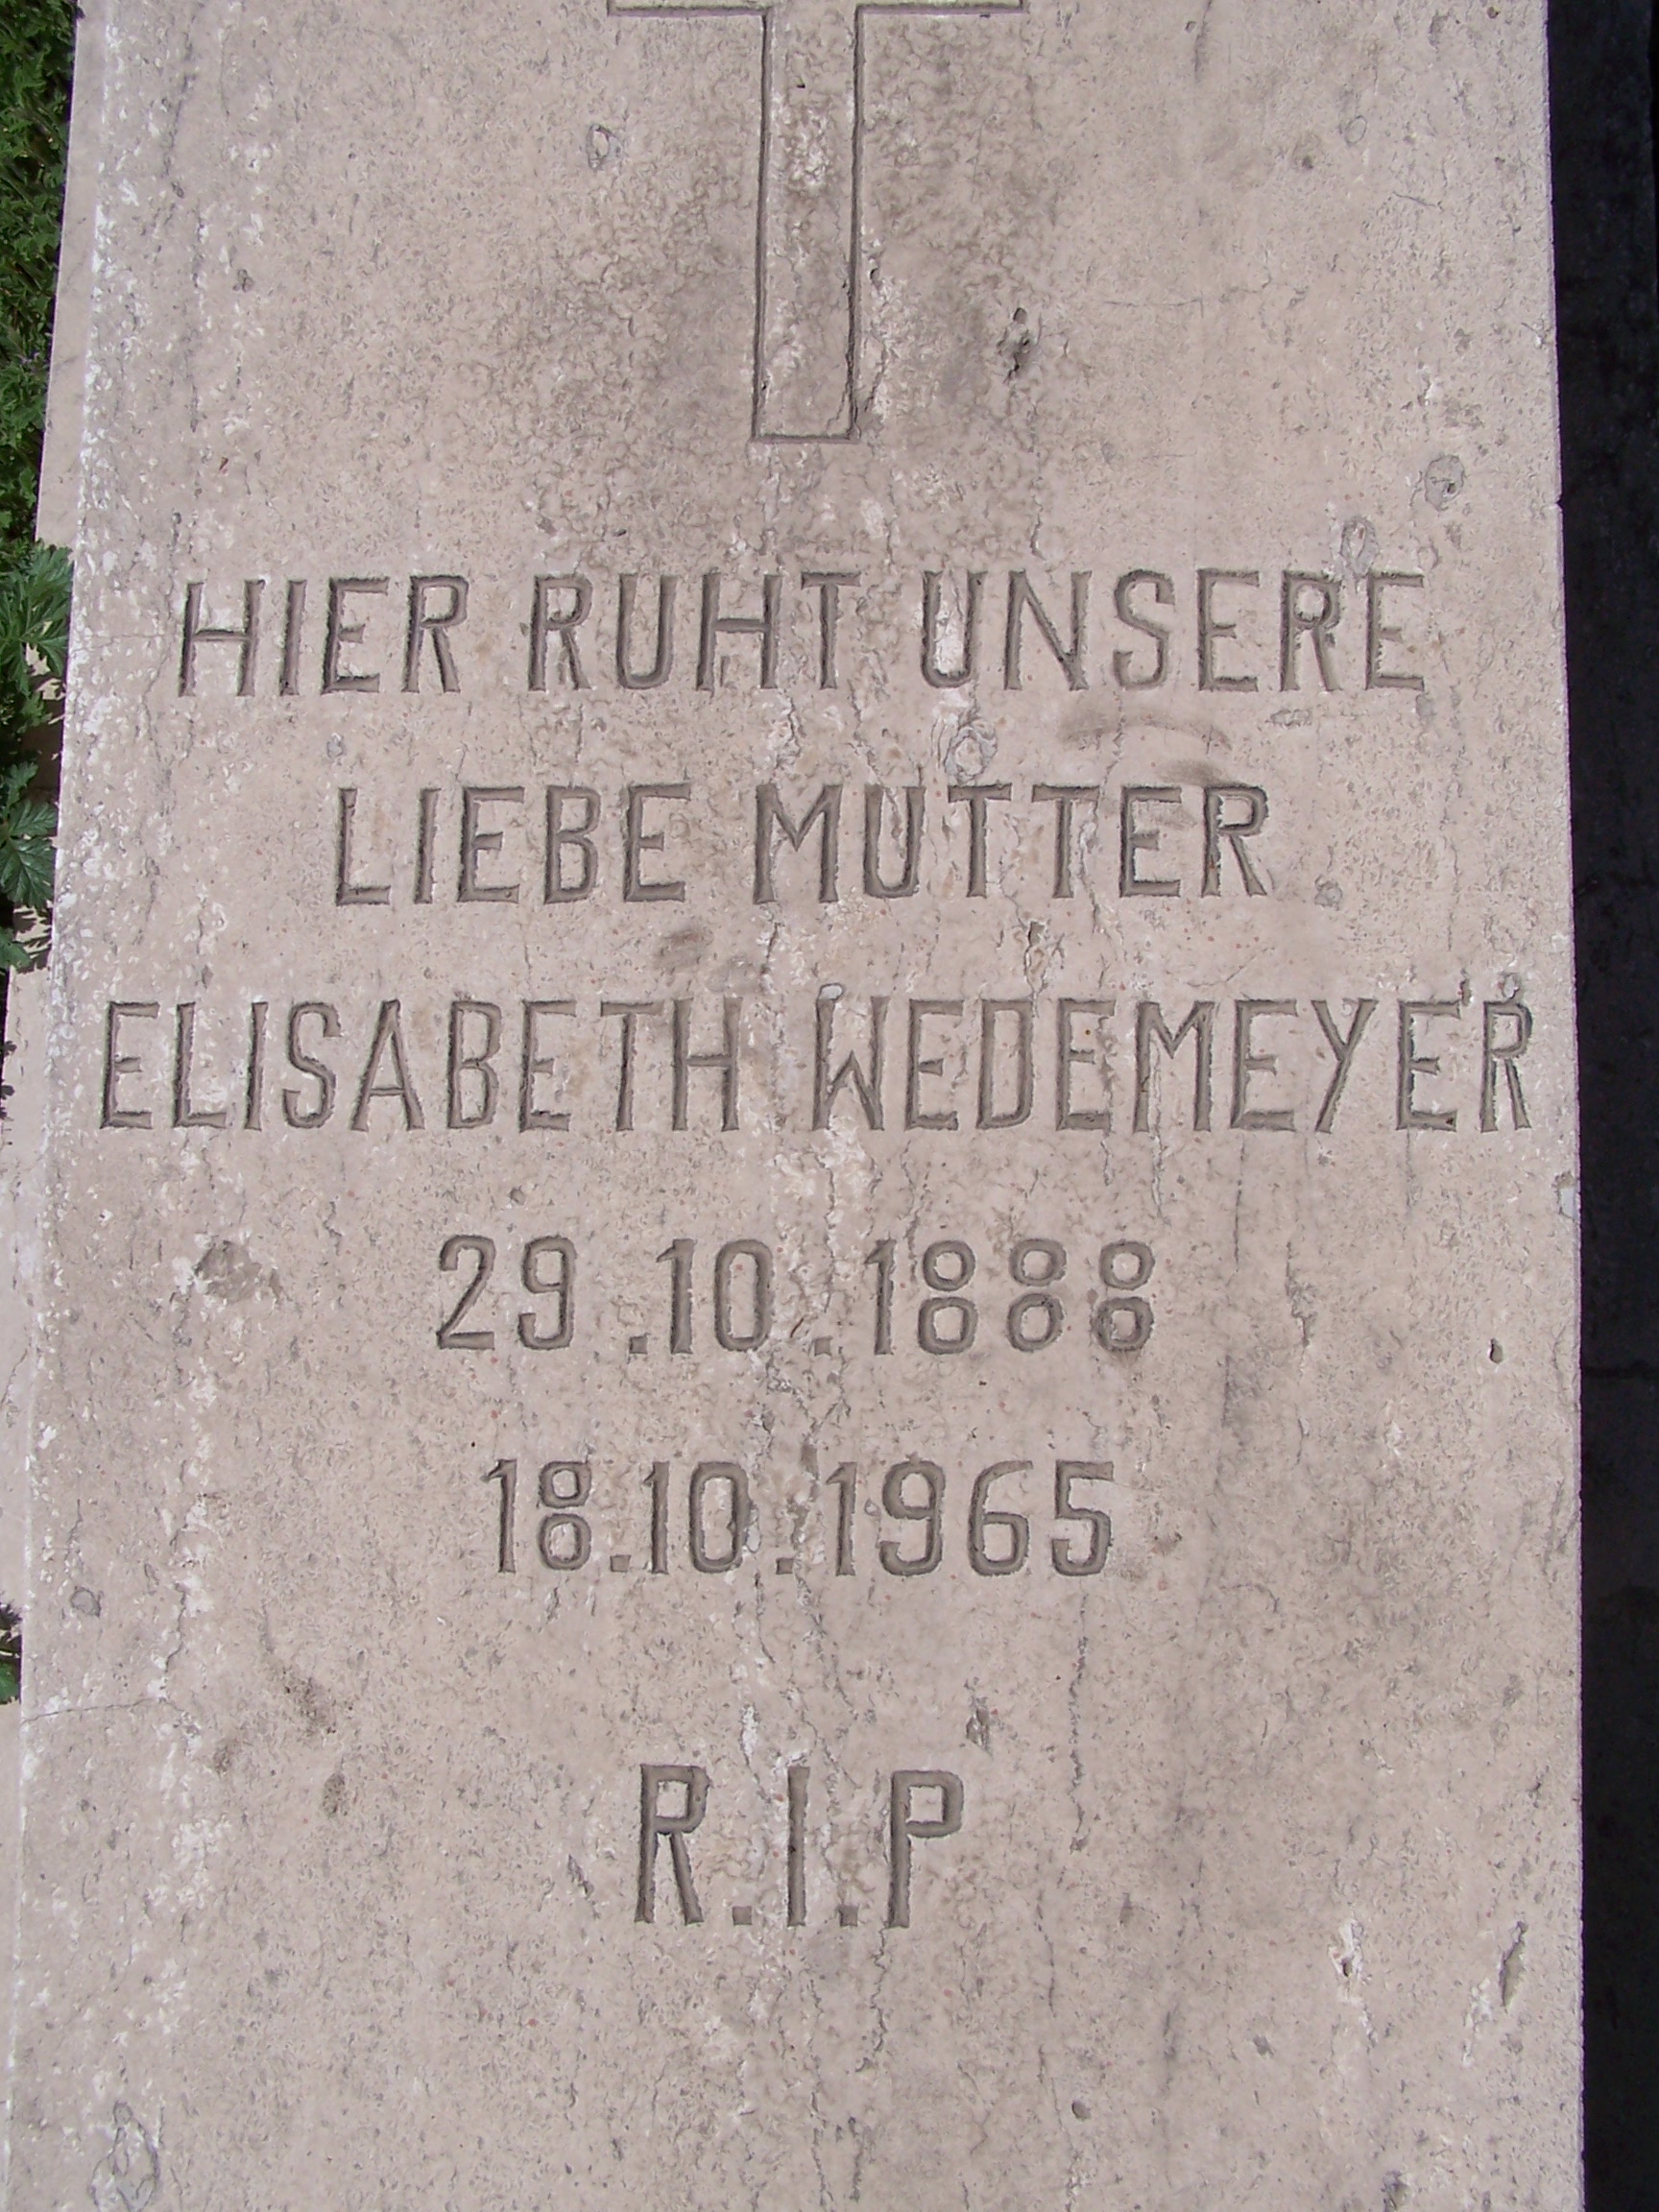 HIER RUHT UNSERE
LIEBE MUTTER
ELISABETH WEDEMEYER
29.10.1888
18.10.1965
R.I.P